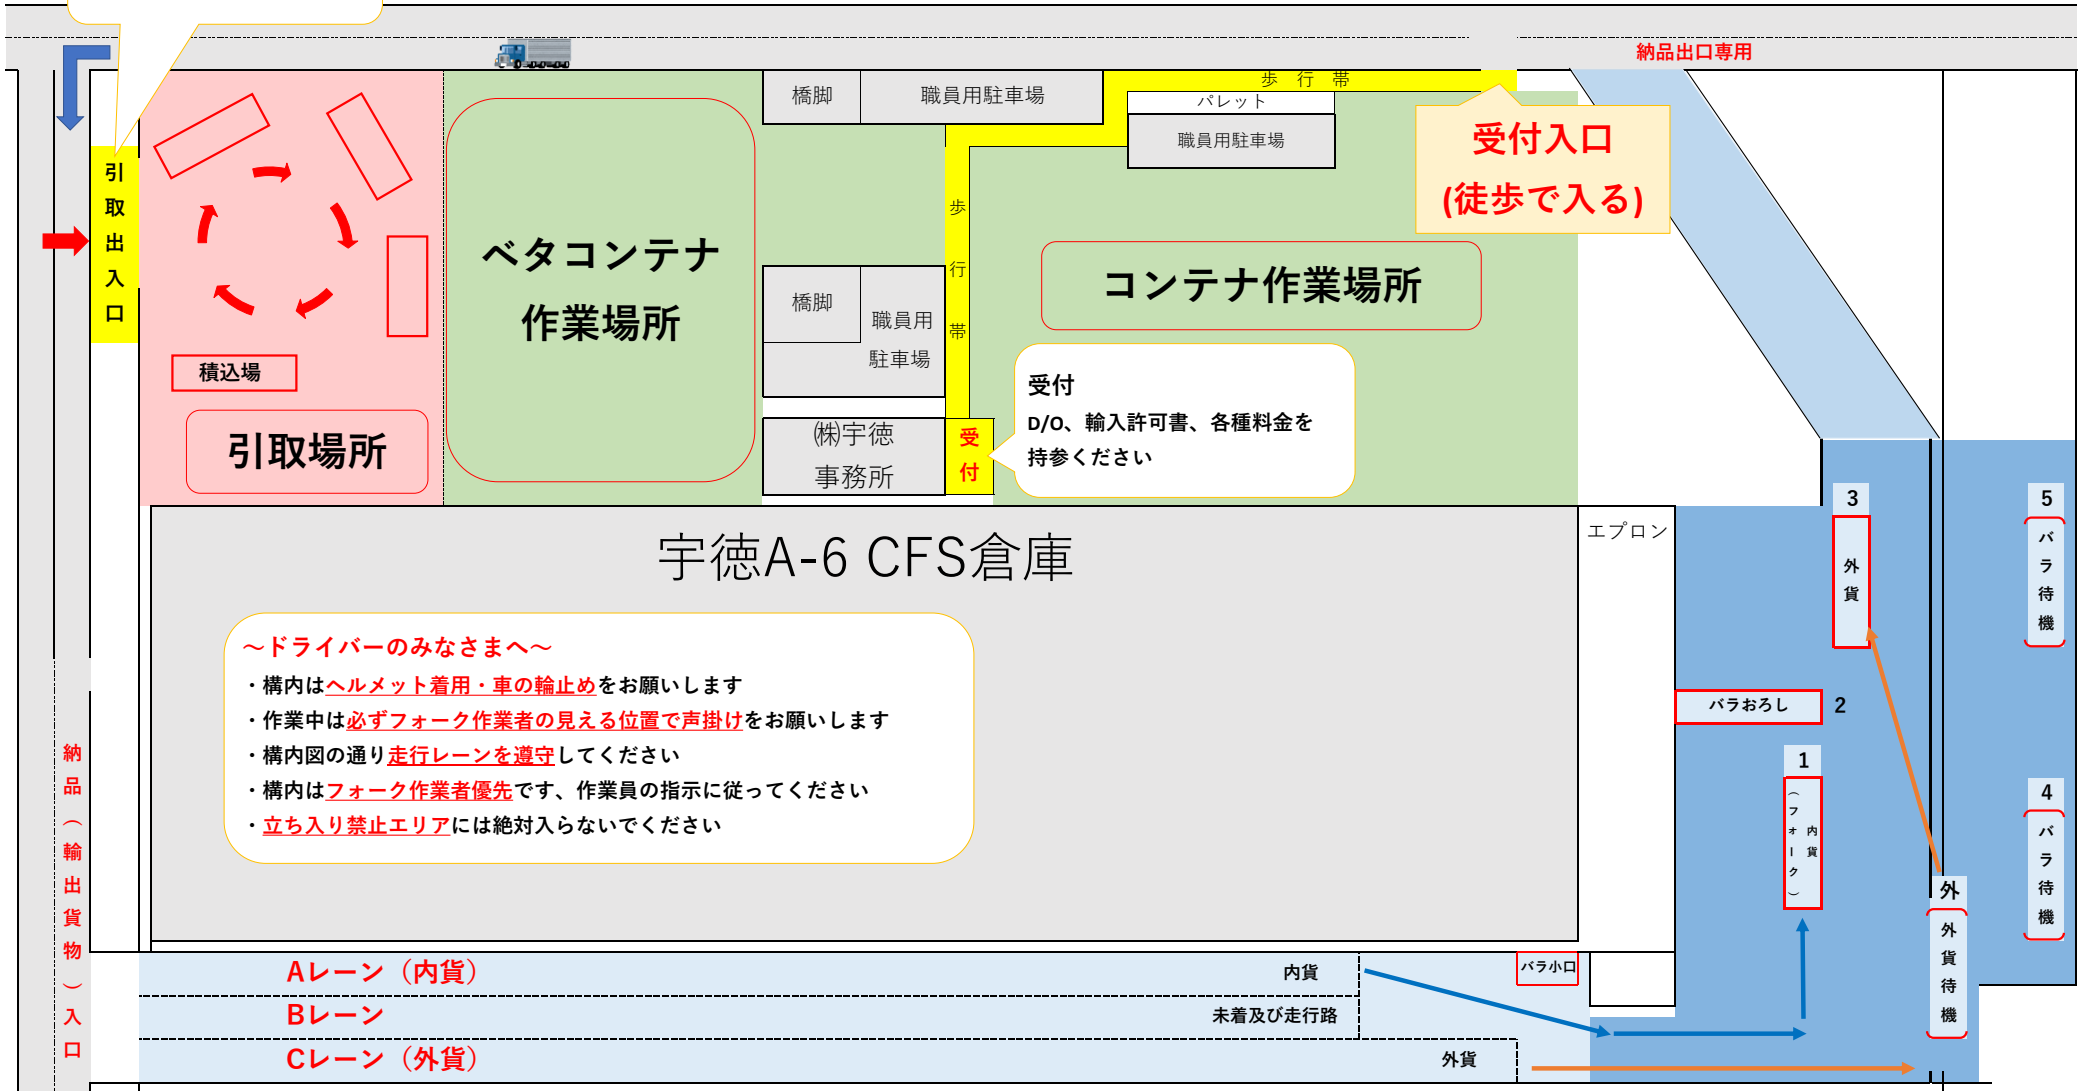 納品出口専用
歩行帯
橋脚
職員用駐車場
パレット
職員用駐車場
受付入口
(徒歩で入る)
引取出入口
歩行帯
ベタコンテナ
作業場所
コンテナ作業場所
橋脚
職員用
駐車場
積込場
引取場所
受付
D/O、輸入許可書、各種料金を
持参ください
㈱宇徳
事務所
受付
宇徳A-6 CFS倉庫
エプロン
3
外貨
5
バラ待機
～ドライバーのみなさまへ～
・構内はヘルメット着用・車の輪止めをお願いします
・作業中は必ずフォーク作業者の見える位置で声掛けをお願いします
・構内図の通り走行レーンを遵守してください
・構内はフォーク作業者優先です、作業員の指示に従ってください
・立ち入り禁止エリアには絶対入らないでください
バラおろし
2
1
内貨
（フォーク）
4
バラ待機
外
外貨待機
納品（輸出貨物）入口
Aレーン（内貨）
内貨
バラ小口
Bレーン
未着及び走行路
Cレーン（外貨）
外貨